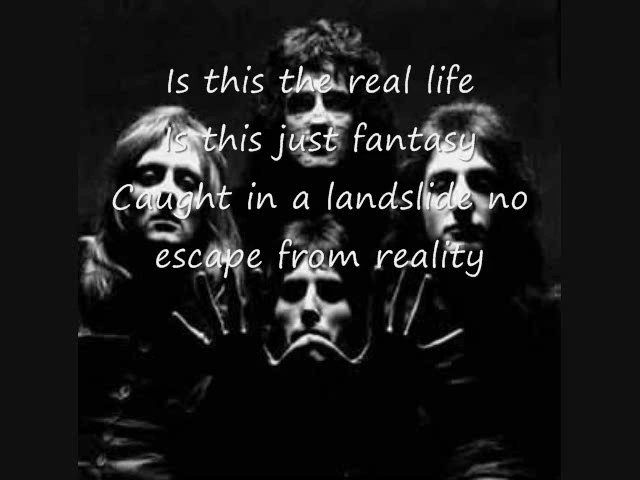 Is this the real life
Is this just fantasy
Caught in a landslide no
escape from reality